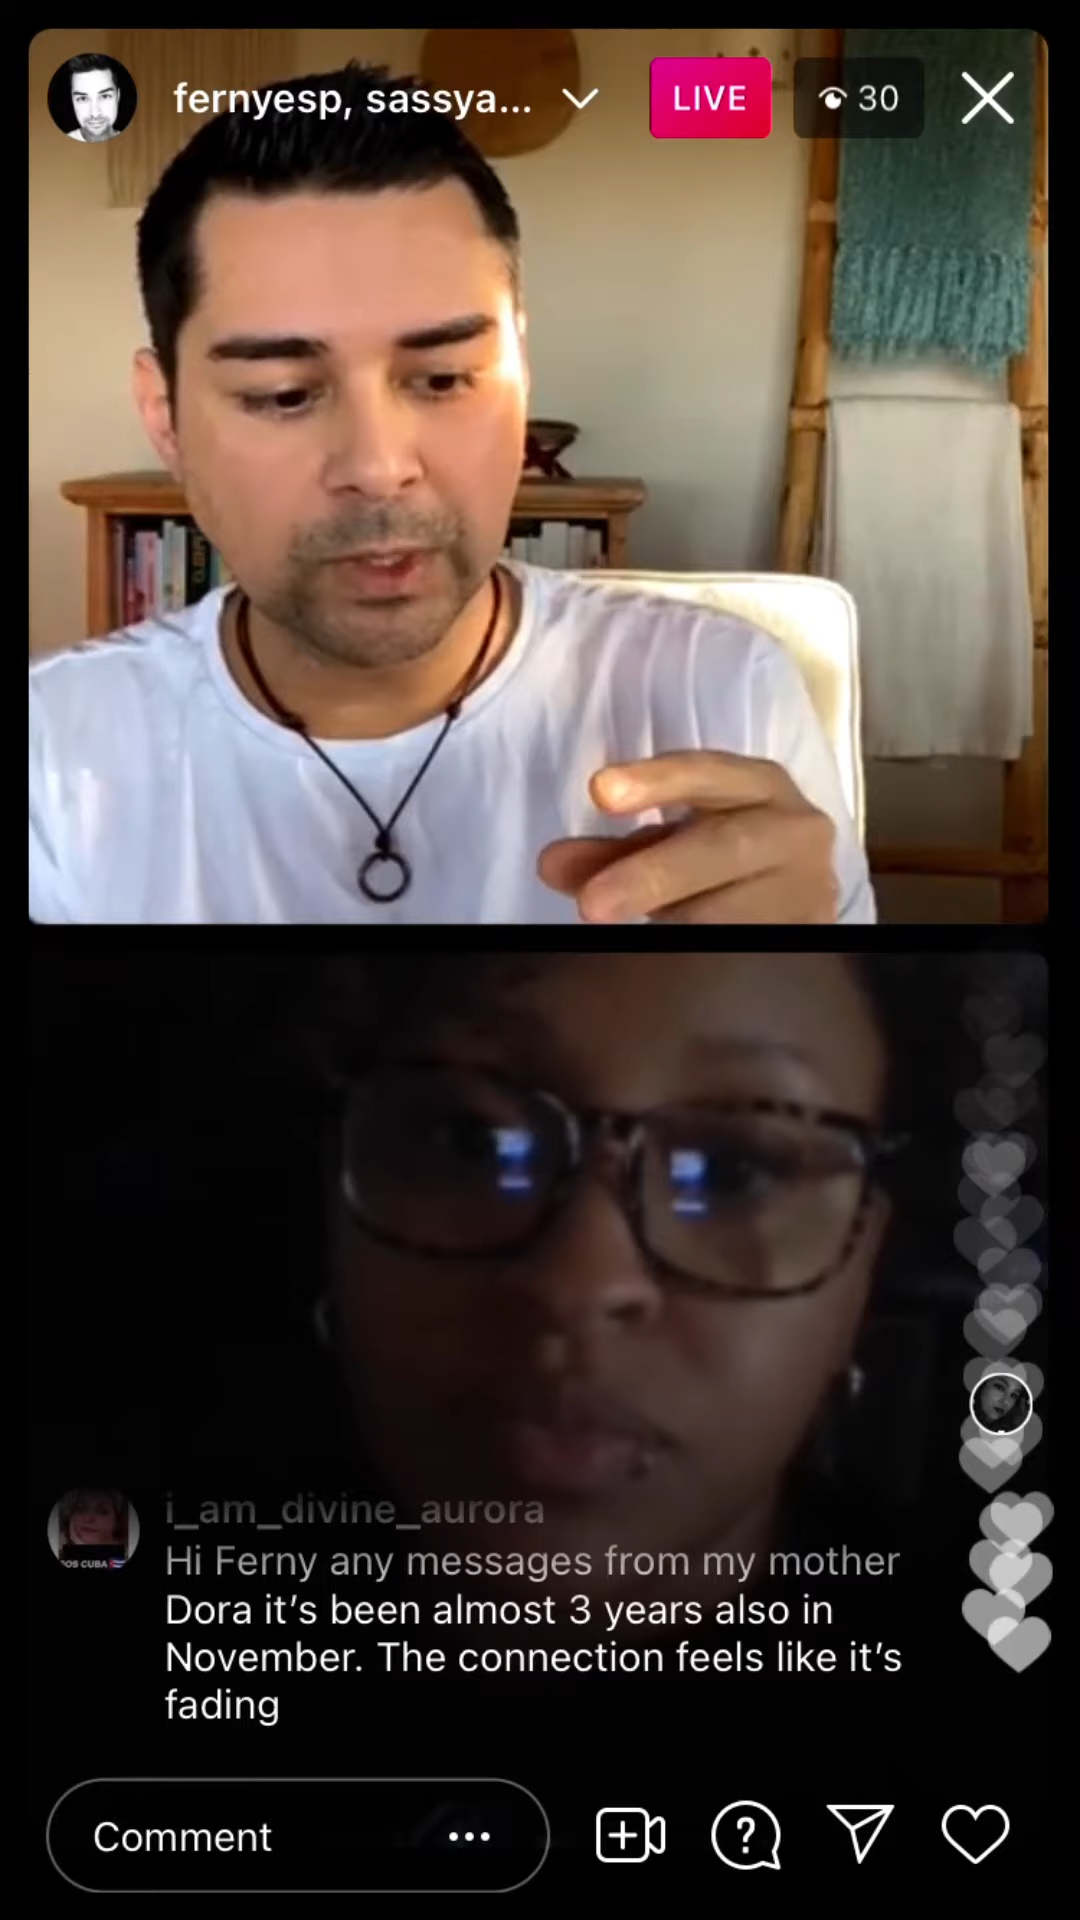 fernyesp, sassya...
LIVE
30
i_am_divine_aurora
Hi Ferny any messages from my mother
Dora it’s been almost 3 years also in
November. The connection feels like it’s
fading
Comment